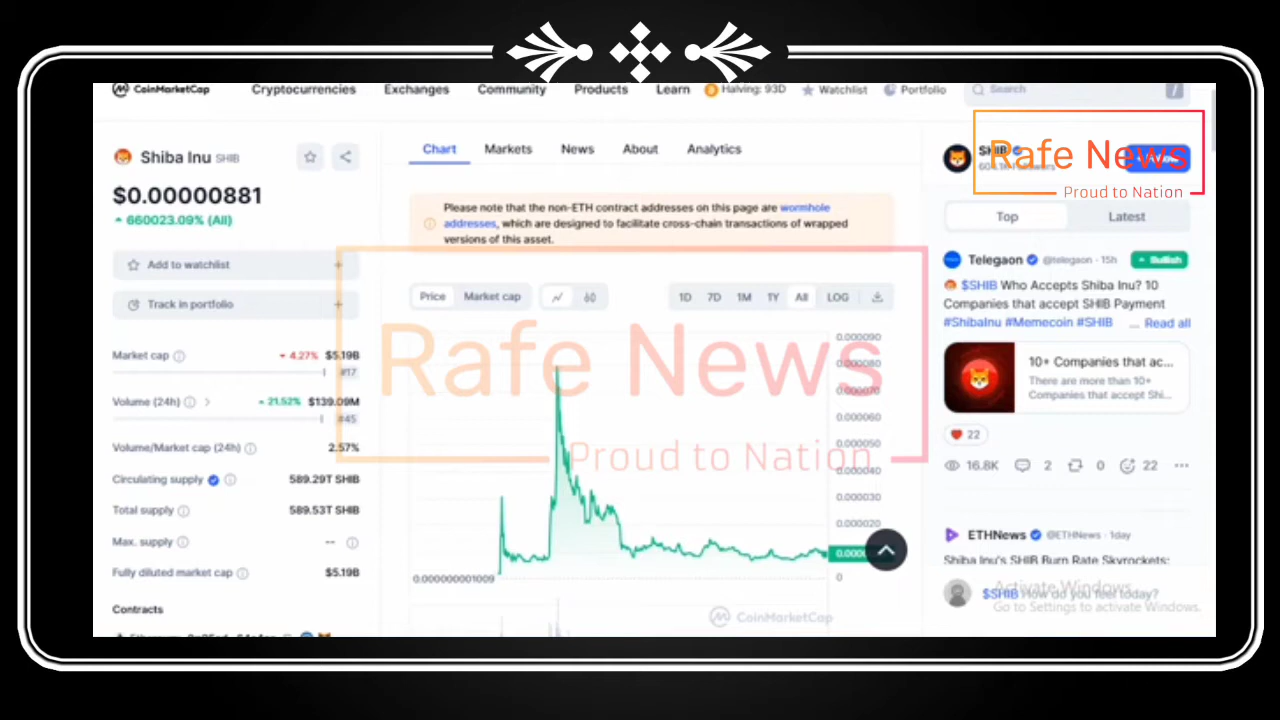 CoinMarketCap Cryptocurrencies Exchanges Community Products Learn Halving: 93D Watchlist Portfolio Search /
Shiba Inu SHIB
$0.00000881
660023.09% (All)
Add to watchlist +
Track in portfolio +
Market cap 4.27% $5.19B
#17
Volume (24h) 21.52% $139.09M
#45
Volume/Market cap (24h) 2.57%
Circulating supply 589.29T SHIB
Total supply 589.53T SHIB
Max. supply --
Fully diluted market cap $5.19B
Contracts
Chart Markets News About Analytics
Please note that the non-ETH contract addresses on this page are wormhole
addresses, which are designed to facilitate cross-chain transactions of wrapped
versions of this asset.
Price Market cap 1D 7D 1M 1Y All LOG
Rafe News
Proud to Nation
0.000090
0.000080
0.000070
0.000060
0.000050
0.000040
0.000030
0.000020
0
0.000000001009
CoinMarketCap
SHIB
Rafe News
Proud to Nation
Top Latest
Telegaon @telegaon · 15h Bullish
$SHIB Who Accepts Shiba Inu? 10
Companies that accept SHIB Payment
#ShibaInu #Memecoin #SHIB ... Read all
10+ Companies that ac...
There are more than 10+
Companies that accept Shi...
22
16.8K 2 0 22
ETHNews @ETHNews · 1day
Shiba Inu's SHIB Burn Rate Skyrockets:
$SHIB How do you feel today?
Activate Windows
Go to Settings to activate Windows.